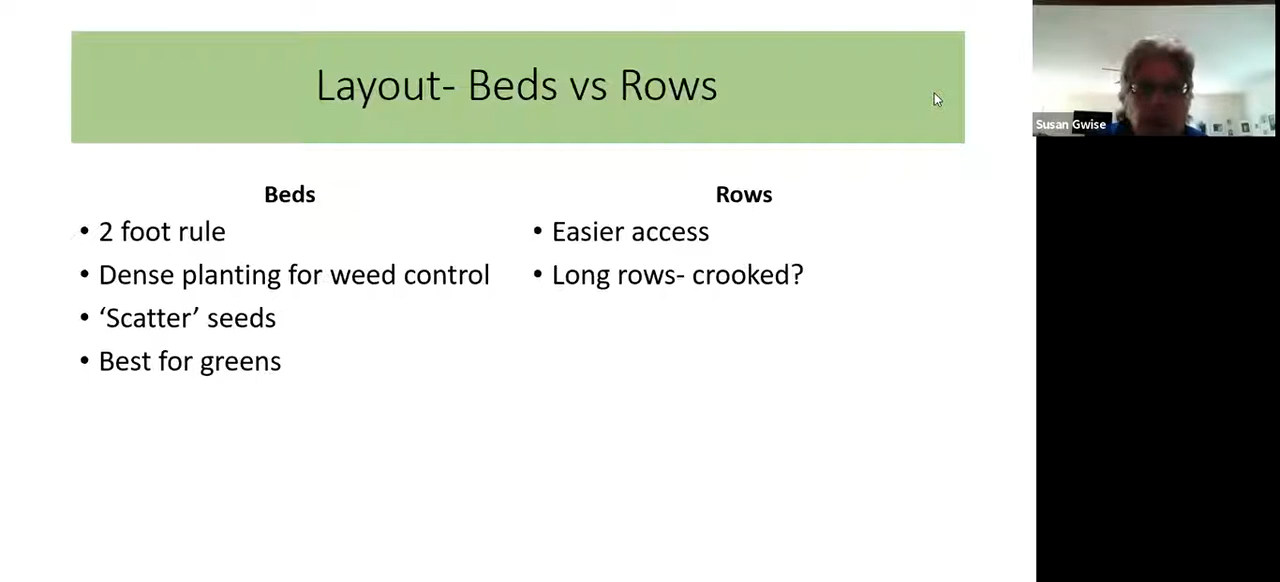 Layout- Beds vs Rows
Susan Gwise
Beds
• 2 foot rule
• Dense planting for weed control
• ‘Scatter’ seeds
• Best for greens
Rows
• Easier access
• Long rows- crooked?